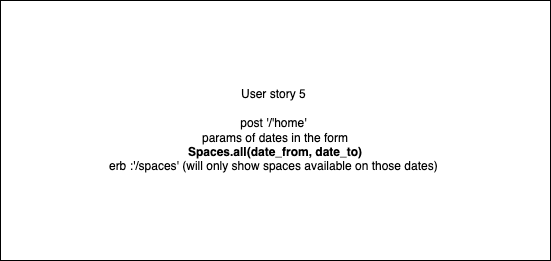 User story 5
post '/'home'
params of dates in the form
Spaces.all(date_from, date_to)
erb :'/spaces' (will only show spaces available on those dates)